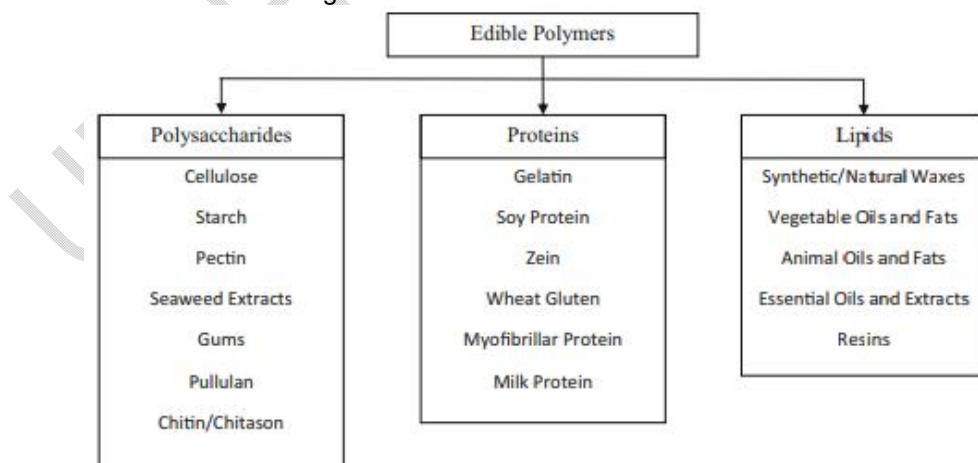 Edible Polymers
Polysaccharides
Cellulose
Starch
Pectin
Seaweed Extracts
Gums
Pullulan
Chitin/Chitason
Proteins
Gelatin
Soy Protein
Zein
Wheat Gluten
Myofibrillar Protein
Milk Protein
Lipids
Synthetic/Natural Waxes
Vegetable Oils and Fats
Animal Oils and Fats
Essential Oils and Extracts
Resins